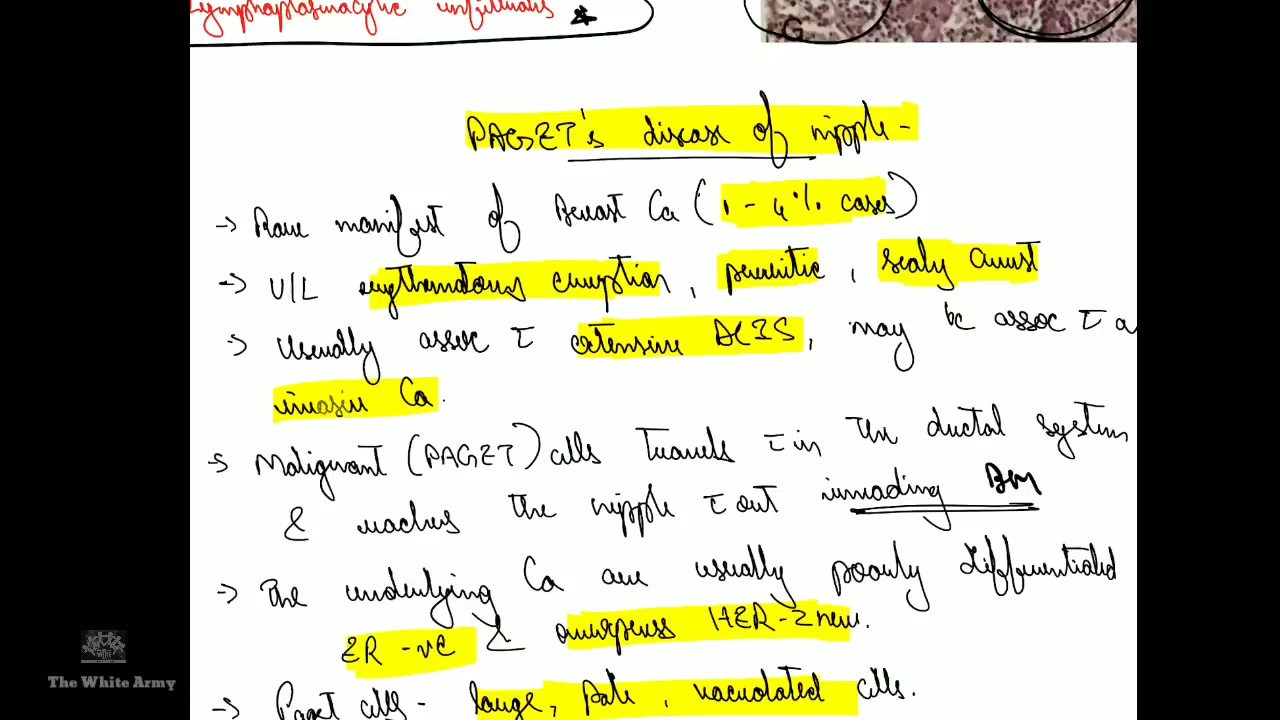 lymphoplasmacytic infiltrates
G
PAGET's disease of nipple -
→ Rare manifest of Breast Ca (1-4% cases)
→ U/L erythematous eruption, pruritic, scaly crust
→ Usually assoc c̄ extensive DCIS, may be assoc c̄ a
invasive Ca.
→ Malignant (PAGET) cells travels c̄in the ductal system
& reaches the nipple c̄out invading BM
→ The underlying Ca are usually poorly differentiated
ER -ve & overexpress HER-2 neu.
→ Paget cells - large, pale, vacuolated cells.
The White Army